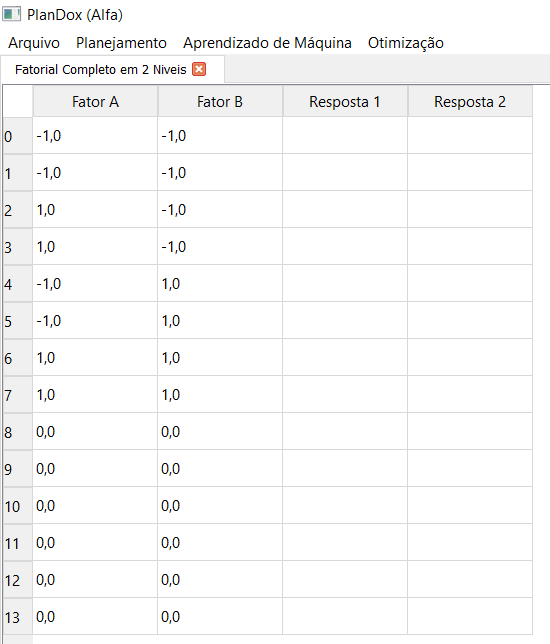 PlanDox (Alfa)
Arquivo Planejamento Aprendizado de Máquina Otimização
Fatorial Completo em 2 Niveis
Fator A Fator B Resposta 1 Resposta 2
0 -1,0 -1,0
1 -1,0 -1,0
2 1,0 -1,0
3 1,0 -1,0
4 -1,0 1,0
5 -1,0 1,0
6 1,0 1,0
7 1,0 1,0
8 0,0 0,0
9 0,0 0,0
10 0,0 0,0
11 0,0 0,0
12 0,0 0,0
13 0,0 0,0